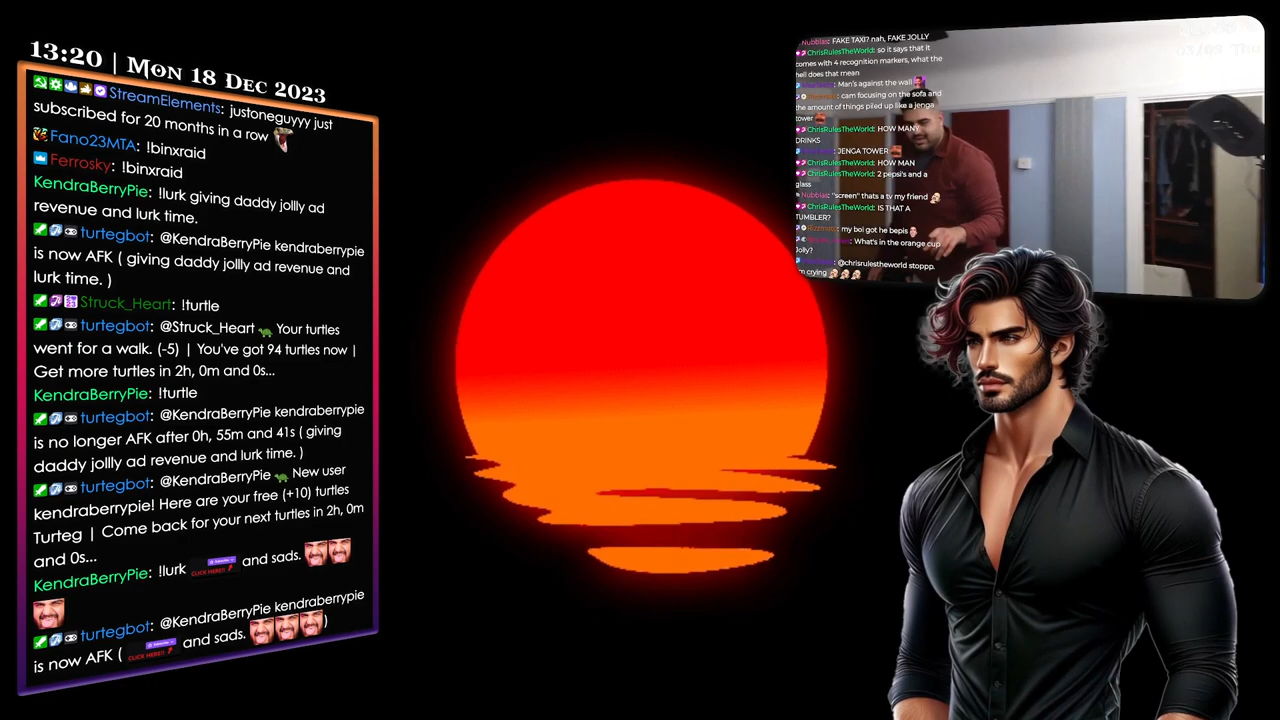 13:20 | Mon 18 Dec 2023
StreamElements: justoneguyyy just
subscribed for 20 months in a row
Fano23MTA: !binxraid
Ferrosky: !binxraid
KendraBerryPie: !lurk giving daddy jollly ad
revenue and lurk time.
turtegbot: @KendraBerryPie kendraberrypie
is now AFK ( giving daddy jollly ad revenue and
lurk time. )
Struck_Heart: !turtle
turtegbot: @Struck_Heart Your turtles
went for a walk. (-5) | You've got 94 turtles now |
Get more turtles in 2h, 0m and 0s...
KendraBerryPie: !turtle
turtegbot: @KendraBerryPie kendraberrypie
is no longer AFK after 0h, 55m and 41s ( giving
daddy jollly ad revenue and lurk time. )
turtegbot: @KendraBerryPie New user
kendraberrypie! Here are your free (+10) turtles
Turteg | Come back for your next turtles in 2h, 0m
and 0s...
KendraBerryPie: !lurk CLICK HERE!! and sads.
turtegbot: @KendraBerryPie kendraberrypie
is now AFK ( CLICK HERE!! and sads. )
Nubblais: FAKE TAXI? nah, FAKE JOLLY
ChrisRulesTheWorld: so it says that it
comes with 4 recognition markers, what the
hell does that mean
: Man's against the wall
: cam focusing on the sofa and
the amount of things piled up like a jenga
tower
ChrisRulesTheWorld: HOW MANY
DRINKS
: JENGA TOWER
ChrisRulesTheWorld: HOW MAN
ChrisRulesTheWorld: 2 pepsi's and a
glass
Nubblais: "screen" thats a tv my friend
ChrisRulesTheWorld: IS THAT A
TUMBLER?
: my boi got he bepis
: What's in the orange cup
Jolly?
: @chrisrulestheworld stoppp.
crying